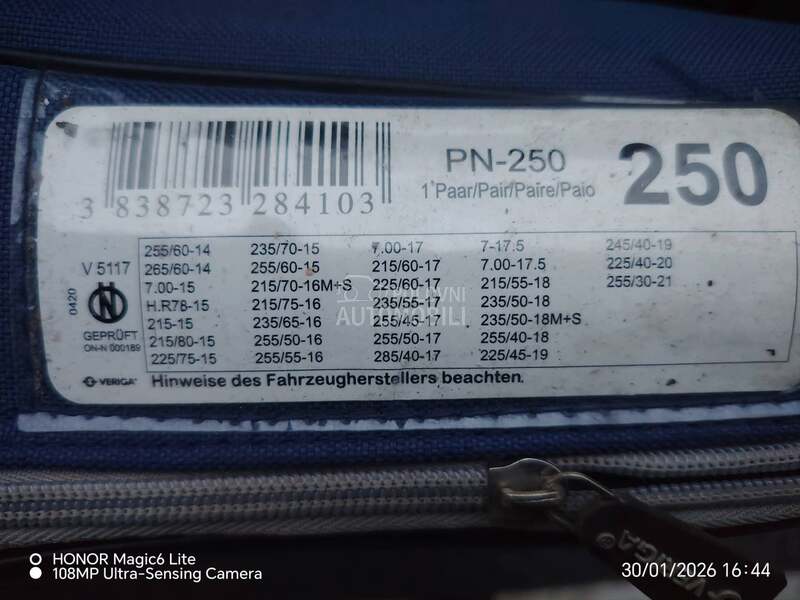 PN-250
250
1 Paar/Pair/Paire/Paio
3 838723 284103
V 5117
0420
GEPRÜFT
ON-N 000189
255/60-14 235/70-15 7.00-17 7-17.5 245/40-19
265/60-14 255/60-15 215/60-17 7.00-17.5 225/40-20
7.00-15 215/70-16M+S 225/60-17 215/55-18 255/30-21
H.R78-15 215/75-16 235/55-17 235/50-18
215-15 235/65-16 255/45-17 235/50-18M+S
215/80-15 255/50-16 255/50-17 255/40-18
225/75-15 255/55-16 285/40-17 225/45-19
VERIGA Hinweise des Fahrzeugherstellers beachten.
POLOVNI
AUTOMOBILI
VERIGA
HONOR Magic6 Lite
108MP Ultra-Sensing Camera
30/01/2026 16:44